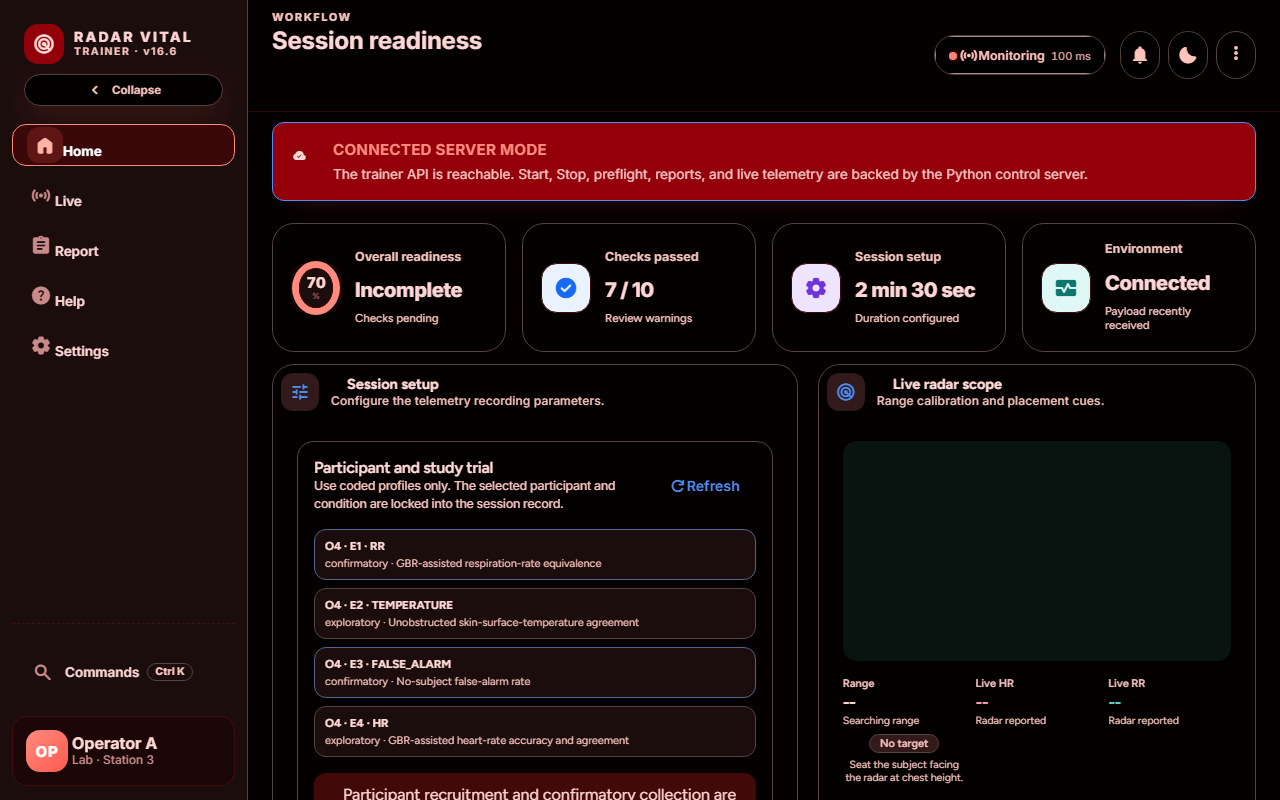 RADAR VITAL
TRAINER · v16.6
Collapse
Home
Live
Report
Help
Settings
Commands Ctrl K
OP
Operator A
Lab · Station 3
WORKFLOW
Session readiness
Monitoring 100 ms
CONNECTED SERVER MODE
The trainer API is reachable. Start, Stop, preflight, reports, and live telemetry are backed by the Python control server.
70
%
Overall readiness
Incomplete
Checks pending
Checks passed
7 / 10
Review warnings
Session setup
2 min 30 sec
Duration configured
Environment
Connected
Payload recently
received
Session setup
Configure the telemetry recording parameters.
Participant and study trial
Use coded profiles only. The selected participant and
condition are locked into the session record.
Refresh
O4 · E1 · RR
confirmatory · GBR-assisted respiration-rate equivalence
O4 · E2 · TEMPERATURE
exploratory · Unobstructed skin-surface-temperature agreement
O4 · E3 · FALSE_ALARM
confirmatory · No-subject false-alarm rate
O4 · E4 · HR
exploratory · GBR-assisted heart-rate accuracy and agreement
Participant recruitment and confirmatory collection are
Live radar scope
Range calibration and placement cues.
Range
--
Searching range
Live HR
--
Radar reported
Live RR
--
Radar reported
No target
Seat the subject facing
the radar at chest height.